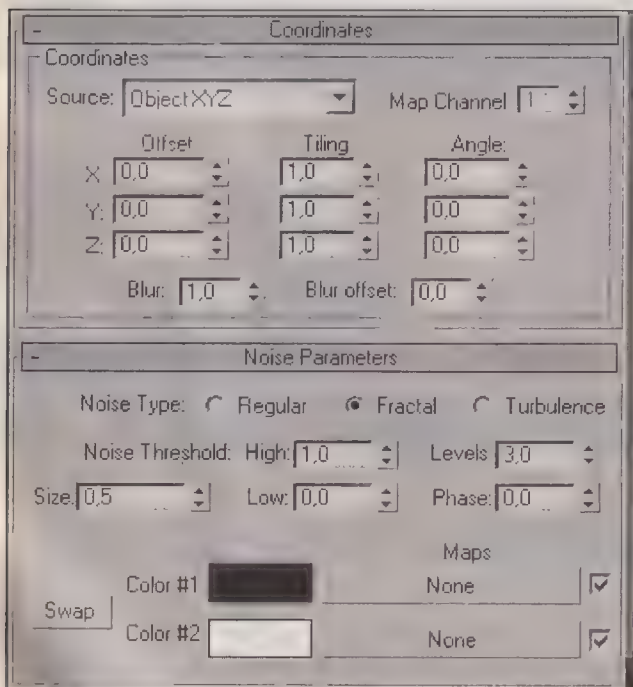 - Coordinates
Coordinates
Source: Object XYZ Map Channel 1
Offset Tiling Angle:
X: 0,0 1,0 0,0
Y: 0,0 1,0 0,0
Z: 0,0 1,0 0,0
Blur: 1,0 Blur offset: 0,0
- Noise Parameters
Noise Type: Regular Fractal Turbulence
Noise Threshold: High: 1,0 Levels 3,0
Size: 0,5 Low: 0,0 Phase: 0,0
Maps
Color #1 None
Swap
Color #2 None